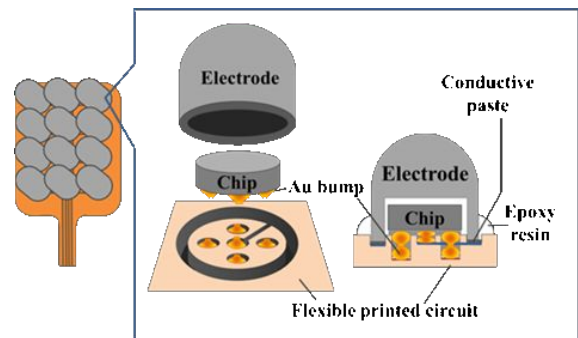 Electrode
Chip
Au bump
Flexible printed circuit
Conductive
paste
Electrode
Chip
Epoxy
resin